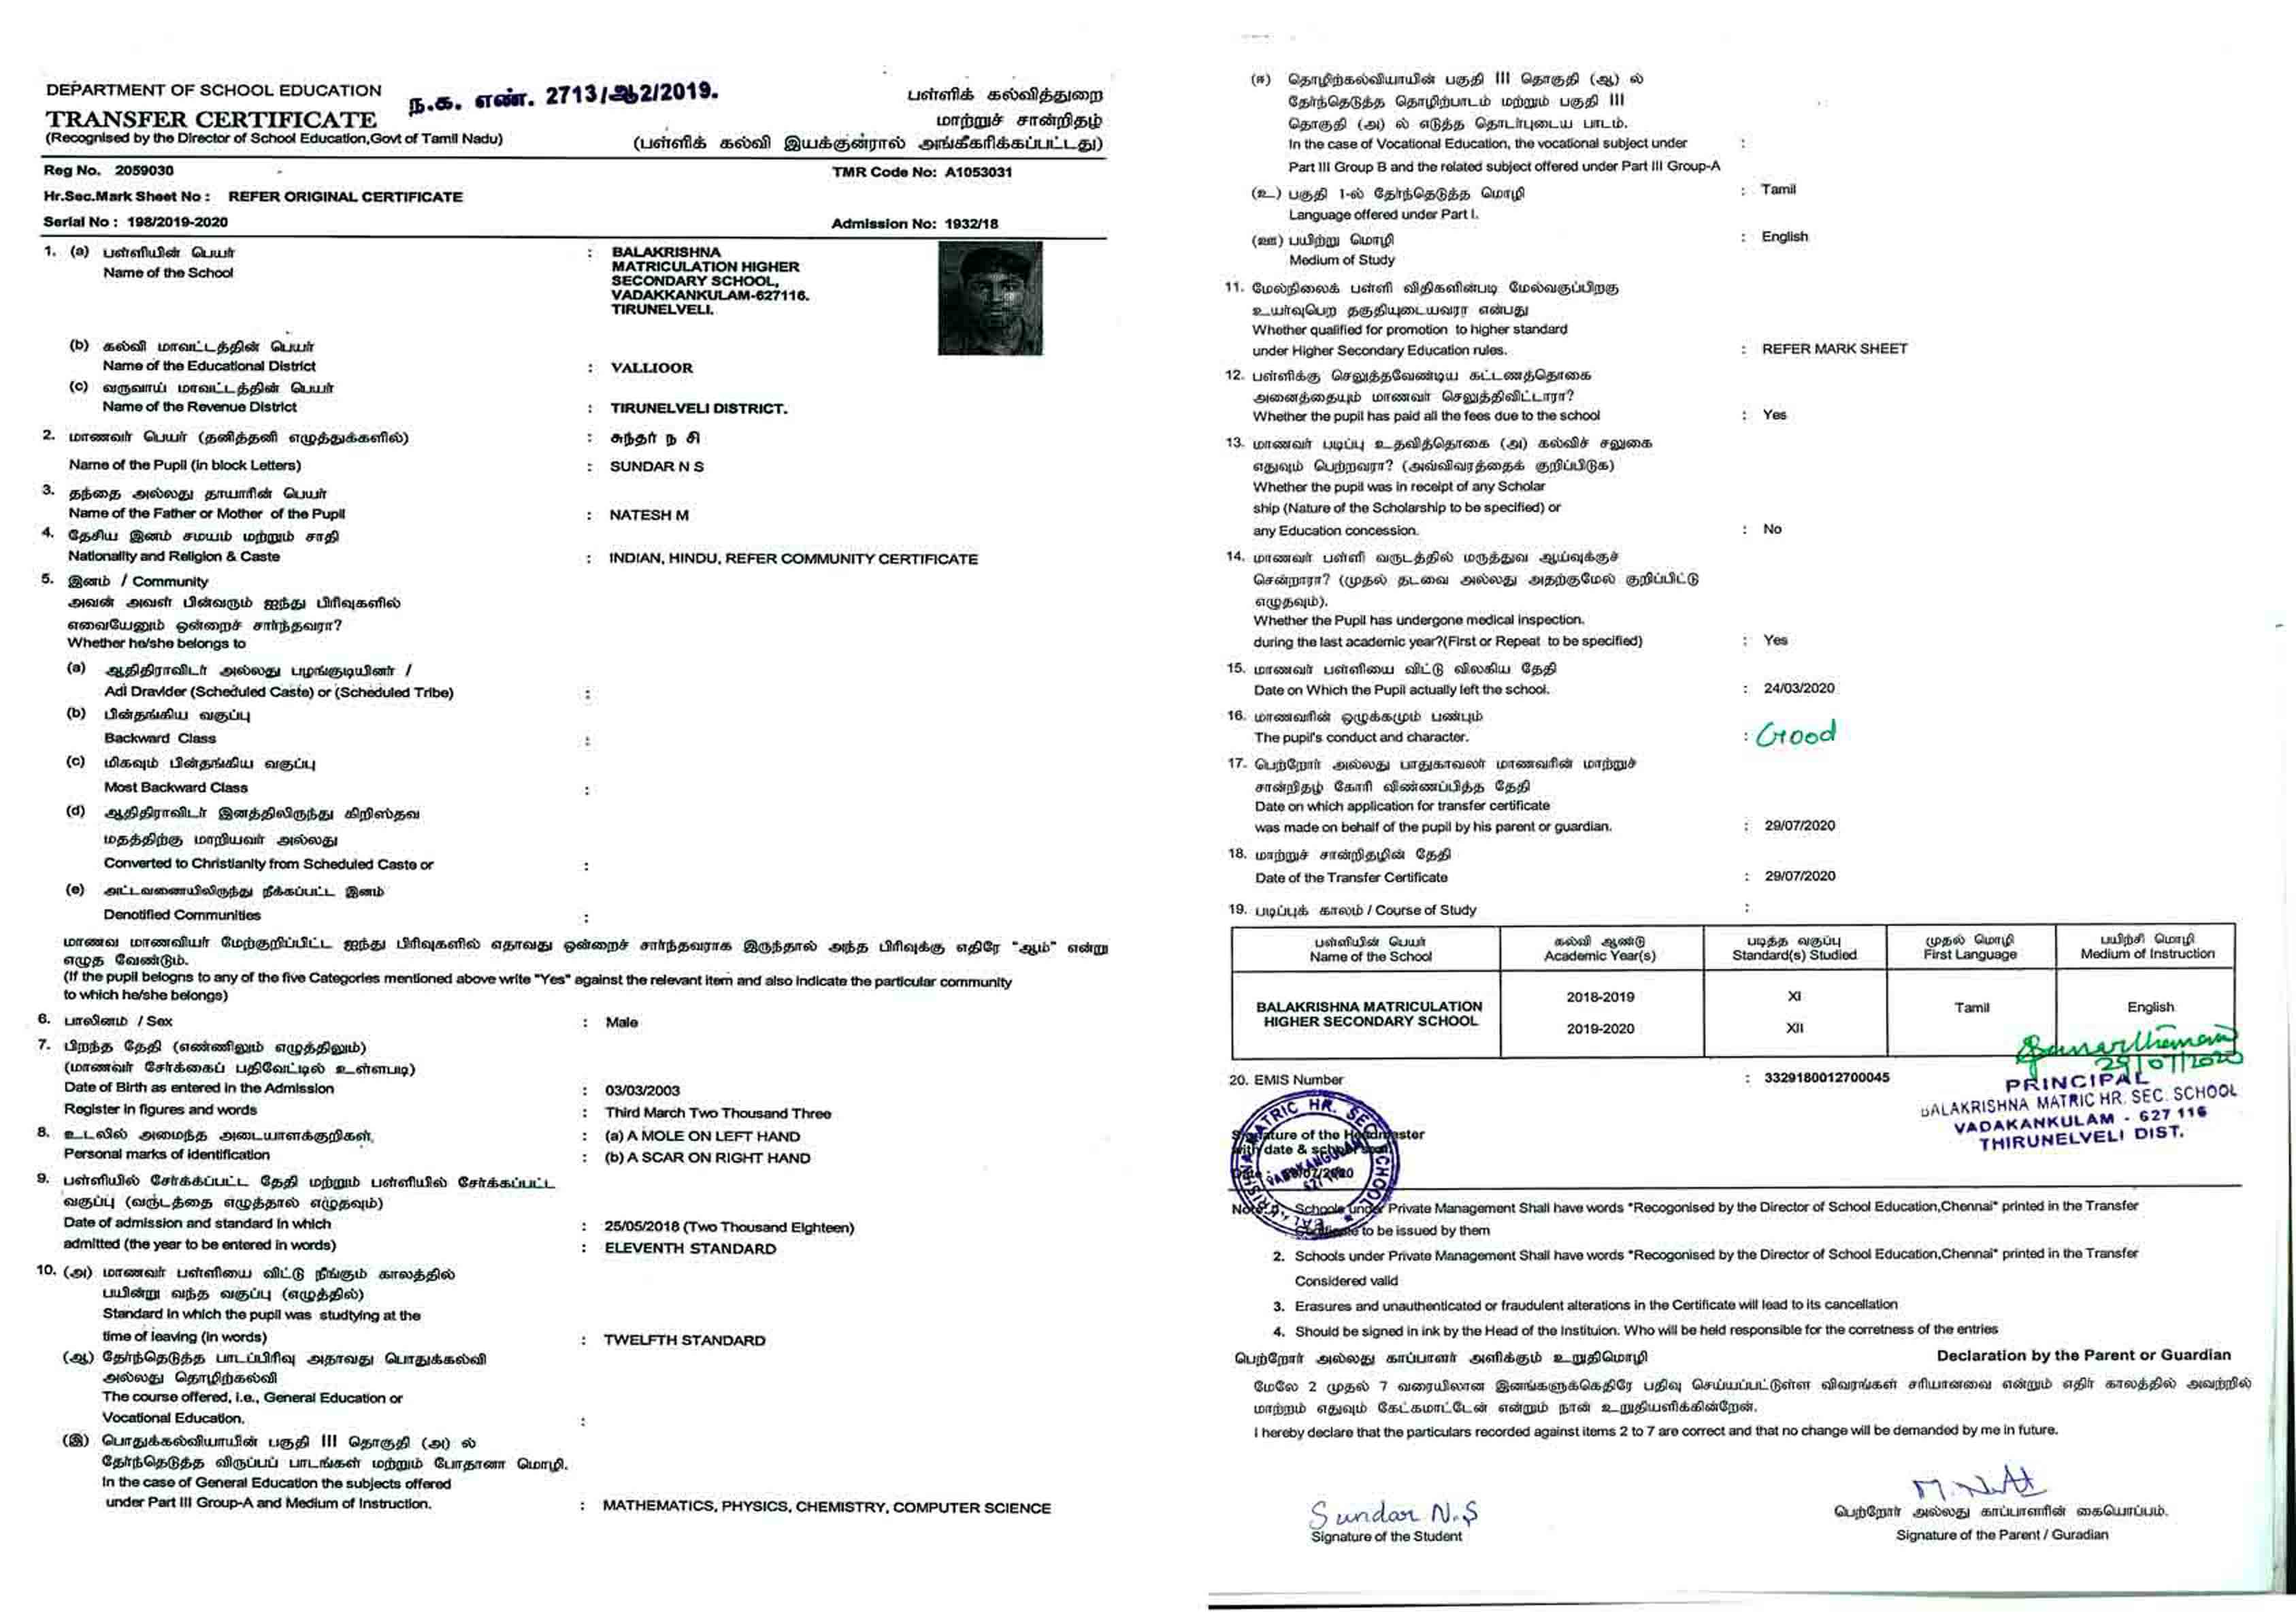 DEPARTMENT OF SCHOOL EDUCATION
ந.க. எண். 2713/ஆ2/2019.
பள்ளிக் கல்வித்துறை
TRANSFER CERTIFICATE
மாற்றுச் சான்றிதழ்
(Recognised by the Director of School Education,Govt of Tamil Nadu)
(பள்ளிக் கல்வி இயக்குன்ரால் அங்கீகரிக்கப்பட்டது)
Reg No. 2059030
TMR Code No: A1053031
Hr.Sec.Mark Sheet No : REFER ORIGINAL CERTIFICATE
Serial No : 198/2019-2020
Admission No: 1932/18
1. (a) பள்ளியின் பெயர்
Name of the School
: BALAKRISHNA
MATRICULATION HIGHER
SECONDARY SCHOOL,
VADAKKANKULAM-627116.
TIRUNELVELI.
(b) கல்வி மாவட்டத்தின் பெயர்
Name of the Educational District : VALLIOOR
(c) வருவாய் மாவட்டத்தின் பெயர்
Name of the Revenue District : TIRUNELVELI DISTRICT.
2. மாணவர் பெயர் (தனித்தனி எழுத்துக்களில்) : சுந்தர் ந சி
Name of the Pupil (in block Letters) : SUNDAR N S
3. தந்தை அல்லது தாயாரின் பெயர்
Name of the Father or Mother of the Pupil : NATESH M
4. தேசிய இனம் சமயம் மற்றும் சாதி
Nationality and Religion & Caste : INDIAN, HINDU, REFER COMMUNITY CERTIFICATE
5. இனம் / Community
அவன் அவள் பின்வரும் ஐந்து பிரிவுகளில்
எவையேனும் ஒன்றைச் சார்ந்தவரா?
Whether he/she belongs to
(a) ஆதிதிராவிடர் அல்லது பழங்குடியினர் /
Adi Dravider (Scheduled Caste) or (Scheduled Tribe) :
(b) பின்தங்கிய வகுப்பு
Backward Class :
(c) மிகவும் பின்தங்கிய வகுப்பு
Most Backward Class :
(d) ஆதிதிராவிடர் இனத்திலிருந்து கிறிஸ்தவ
மதத்திற்கு மாறியவர் அல்லது
Converted to Christianity from Scheduled Caste or :
(e) அட்டவணையிலிருந்து நீக்கப்பட்ட இனம்
Denotified Communities :
மாணவ மாணவியர் மேற்குறிப்பிட்ட ஐந்து பிரிவுகளில் ஏதாவது ஒன்றைச் சார்ந்தவராக இருந்தால் அந்த பிரிவுக்கு எதிரே "ஆம்" என்று
எழுத வேண்டும்.
(If the pupil belogns to any of the five Categories mentioned above write "Yes" against the relevant item and also indicate the particular community
to which he/she belongs)
6. பாலினம் / Sex : Male
7. பிறந்த தேதி (எண்ணிலும் எழுத்திலும்)
(மாணவர் சேர்க்கைப் பதிவேட்டில் உள்ளபடி)
Date of Birth as entered in the Admission : 03/03/2003
Register in figures and words : Third March Two Thousand Three
8. உடலில் அமைந்த அடையாளக்குறிகள். : (a) A MOLE ON LEFT HAND
Personal marks of identification : (b) A SCAR ON RIGHT HAND
9. பள்ளியில் சேர்க்கப்பட்ட தேதி மற்றும் பள்ளியில் சேர்க்கப்பட்ட
வகுப்பு (வருடத்தை எழுத்தால் எழுதவும்)
Date of admission and standard in which : 25/05/2018 (Two Thousand Eighteen)
admitted (the year to be entered in words) : ELEVENTH STANDARD
10. (அ) மாணவர் பள்ளியை விட்டு நீங்கும் காலத்தில்
பயின்று வந்த வகுப்பு (எழுத்தில்)
Standard in which the pupil was studtying at the
time of leaving (in words) : TWELFTH STANDARD
(ஆ) தேர்ந்தெடுத்த பாடப்பிரிவு அதாவது பொதுக்கல்வி
அல்லது தொழிற்கல்வி
The course offered, i.e., General Education or
Vocational Education. :
(இ) பொதுக்கல்வியாயின் பகுதி III தொகுதி (அ) ல்
தேர்ந்தெடுத்த விருப்பப் பாடங்கள் மற்றும் போதானா மொழி.
In the case of General Education the subjects offered
under Part III Group-A and Medium of Instruction. : MATHEMATICS, PHYSICS, CHEMISTRY, COMPUTER SCIENCE
(ஈ) தொழிற்கல்வியாயின் பகுதி III தொகுதி (ஆ) ல்
தேர்ந்தெடுத்த தொழிற்பாடம் மற்றும் பகுதி III
தொகுதி (அ) ல் எடுத்த தொடர்புடைய பாடம்.
In the case of Vocational Education, the vocational subject under :
Part III Group B and the related subject offered under Part III Group-A
(உ) பகுதி 1-ல் தேர்ந்தெடுத்த மொழி : Tamil
Language offered under Part I.
(ஊ) பயிற்று மொழி : English
Medium of Study
11. மேல்நிலைக் பள்ளி விதிகளின்படி மேல்வகுப்பிறகு
உயர்வுபெற தகுதியுடையவரா என்பது
Whether qualified for promotion to higher standard
under Higher Secondary Education rules. : REFER MARK SHEET
12. பள்ளிக்கு செலுத்தவேண்டிய கட்டணத்தொகை
அனைத்தையும் மாணவர் செலுத்திவிட்டாரா?
Whether the pupil has paid all the fees due to the school : Yes
13. மாணவர் படிப்பு உதவித்தொகை (அ) கல்விச் சலுகை
எதுவும் பெற்றவரா? (அவ்விவரத்தைக் குறிப்பிடுக)
Whether the pupil was in receipt of any Scholar
ship (Nature of the Scholarship to be specified) or
any Education concession. : No
14. மாணவர் பள்ளி வருடத்தில் மருத்துவ ஆய்வுக்குச்
சென்றாரா? (முதல் தடவை அல்லது அதற்குமேல் குறிப்பிட்டு
எழுதவும்).
Whether the Pupil has undergone medical inspection.
during the last academic year?(First or Repeat to be specified) : Yes
15. மாணவர் பள்ளியை விட்டு விலகிய தேதி
Date on Which the Pupil actually left the school. : 24/03/2020
16. மாணவரின் ஒழுக்கமும் பண்பும்
The pupil's conduct and character. : Good
17. பெற்றோர் அல்லது பாதுகாவலர் மாணவரின் மாற்றுச்
சான்றிதழ் கோரி விண்ணப்பித்த தேதி
Date on which application for transfer certificate
was made on behalf of the pupil by his parent or guardian. : 29/07/2020
18. மாற்றுச் சான்றிதழின் தேதி
Date of the Transfer Certificate : 29/07/2020
19. படிப்புக் காலம் / Course of Study :
பள்ளியின் பெயர் கல்வி ஆண்டு படித்த வகுப்பு முதல் மொழி பயிற்சி மொழி
Name of the School Academic Year(s) Standard(s) Studied First Language Medium of Instruction
BALAKRISHNA MATRICULATION
HIGHER SECONDARY SCHOOL
2018-2019 XI
2019-2020 XII
Tamil English
29/07/2020
20. EMIS Number : 3329180012700045
PRINCIPAL
BALAKRISHNA MATRIC HR. SEC. SCHOOL
VADAKANKULAM - 627 116
THIRUNELVELI DIST.
Signature of the Headmaster
with date & school
Schools under Private Management Shall have words "Recogonised by the Director of School Education,Chennai" printed in the Transfer
Certificate to be issued by them
2. Schools under Private Management Shall have words "Recogonised by the Director of School Education,Chennai" printed in the Transfer
Considered valid
3. Erasures and unauthenticated or fraudulent alterations in the Certificate will lead to its cancellation
4. Should be signed in ink by the Head of the Instituion. Who will be held responsible for the corretness of the entries
பெற்றோர் அல்லது காப்பாளர் அளிக்கும் உறுதிமொழி
Declaration by the Parent or Guardian
மேலே 2 முதல் 7 வரையிலான இனங்களுக்கெதிரே பதிவு செய்யப்பட்டுள்ள விவரங்கள் சரியானவை என்றும் எதிர் காலத்தில் அவற்றில்
மாற்றம் எதுவும் கேட்கமாட்டேன் என்றும் நான் உறுதியளிக்கின்றேன்.
I hereby declare that the particulars recorded against items 2 to 7 are correct and that no change will be demanded by me in future.
Sundar N.S
Signature of the Student
பெற்றோர் அல்லது காப்பாளரின் கையொப்பம்.
Signature of the Parent / Guradian